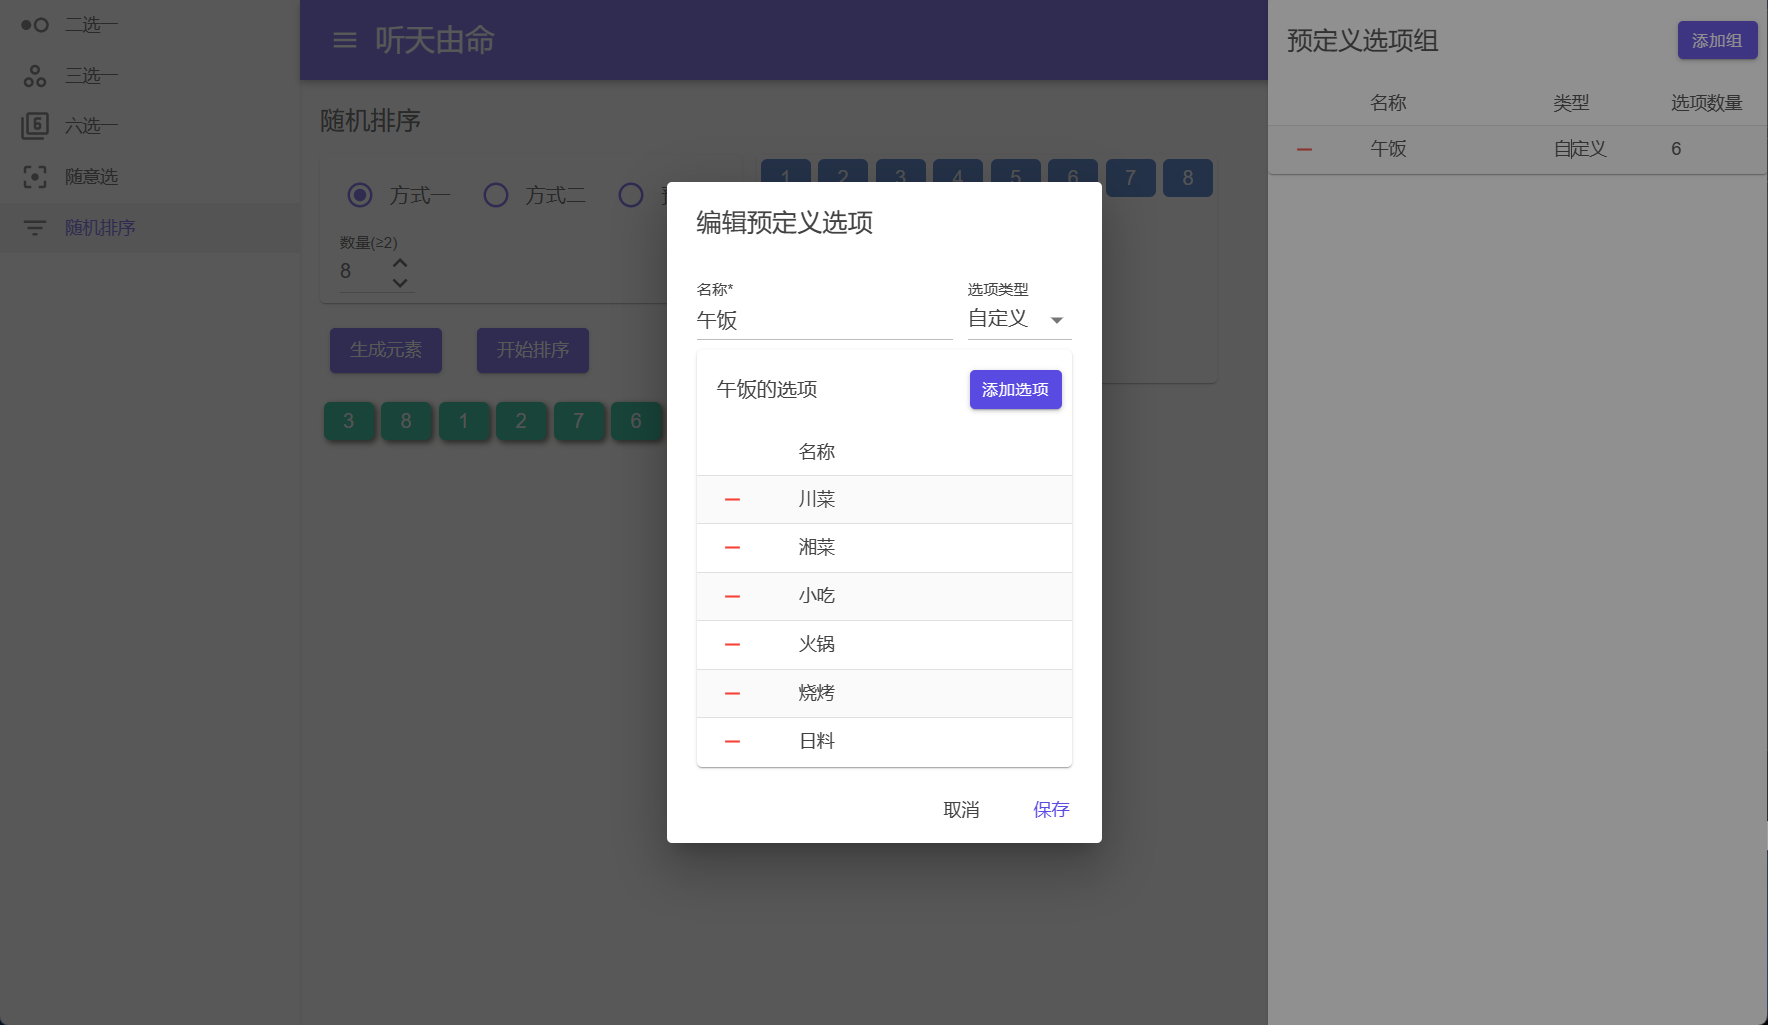 二选一
三选一
6
六选一
随意选
随机排序
听天由命
随机排序
方式一
方式二
数量(≥2)
8
生成元素
开始排序
1 2 3 4 5 6 7 8
3 8 1 2 7 6
编辑预定义选项
名称*
午饭
选项类型
自定义
午饭的选项
添加选项
名称
川菜
湘菜
小吃
火锅
烧烤
日料
取消
保存
预定义选项组
添加组
名称 类型 选项数量
午饭 自定义 6